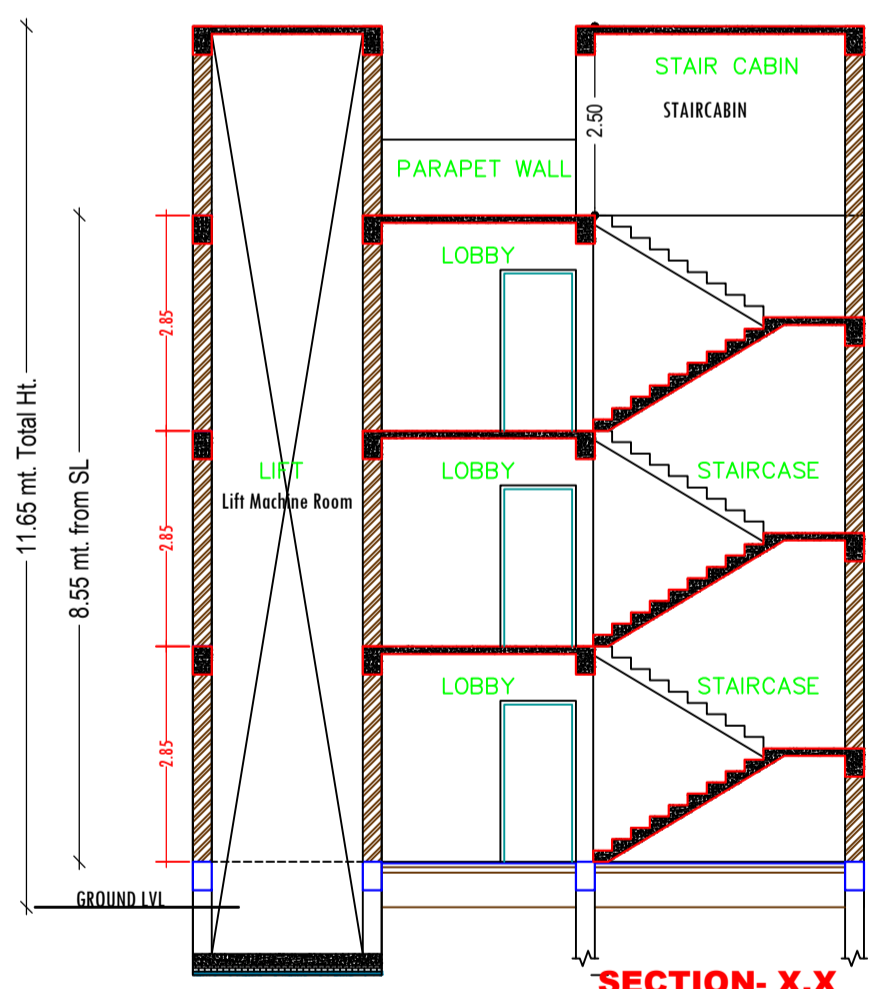 STAIR CABIN
STAIRCABIN
2.50
PARAPET WALL
LOBBY
2.85
11.65 mt. Total Ht.
8.55 mt. from SL
LIFT
Lift Machine Room
LOBBY
STAIRCASE
2.85
LOBBY
STAIRCASE
2.85
GROUND LVL
SECTION- X.X